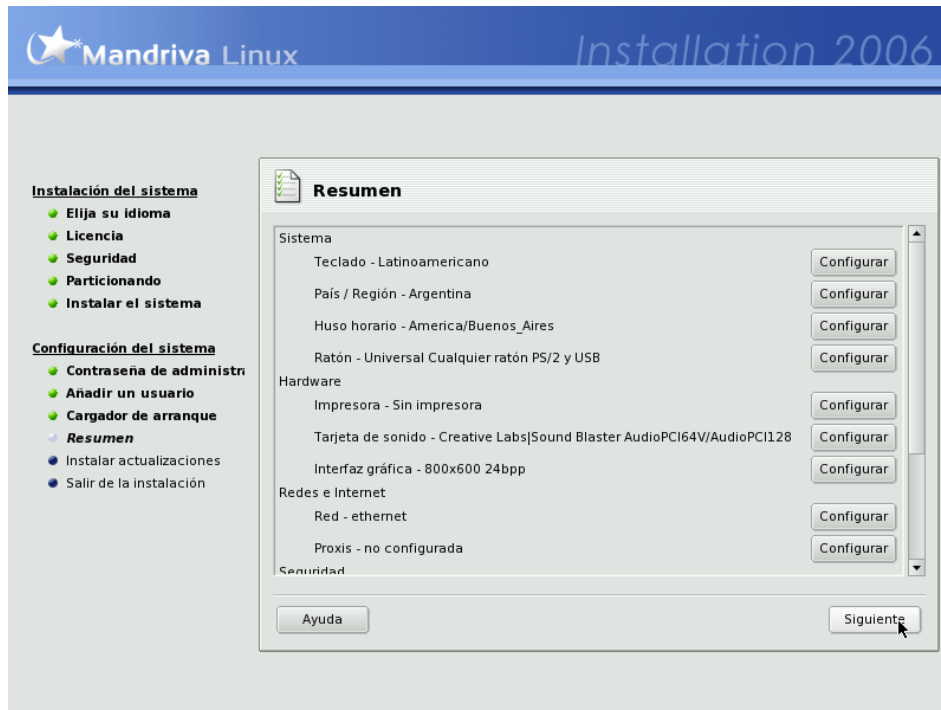 Mandriva Linux
Installation 2006
Instalación del sistema
Elija su idioma
Licencia
Seguridad
Particionando
Instalar el sistema
Configuración del sistema
Contraseña de administra
Añadir un usuario
Cargador de arranque
Resumen
Instalar actualizaciones
Salir de la instalación
Resumen
Sistema
Teclado - Latinoamericano Configurar
País / Región - Argentina Configurar
Huso horario - America/Buenos_Aires Configurar
Ratón - Universal Cualquier ratón PS/2 y USB Configurar
Hardware
Impresora - Sin impresora Configurar
Tarjeta de sonido - Creative Labs|Sound Blaster AudioPCI64V/AudioPCI128 Configurar
Interfaz gráfica - 800x600 24bpp Configurar
Redes e Internet
Red - ethernet Configurar
Proxis - no configurada Configurar
Seguridad
Ayuda Siguiente